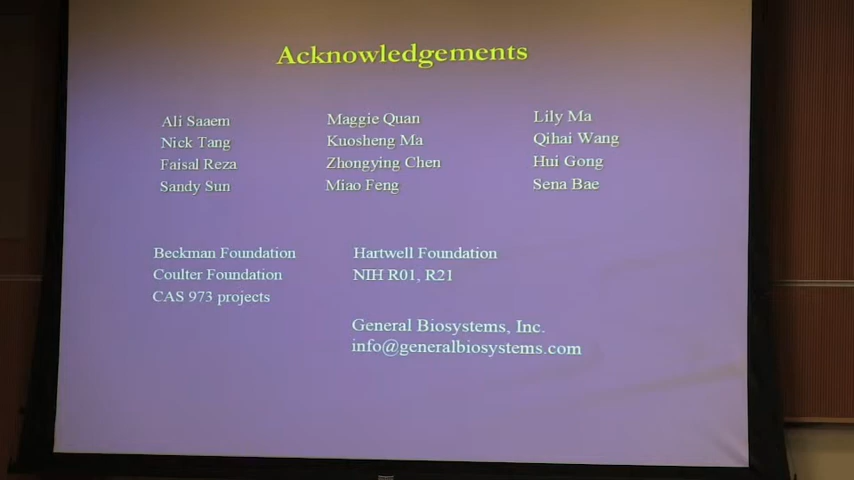 Acknowledgements
Ali Saaem
Nick Tang
Faisal Reza
Sandy Sun
Maggie Quan
Kuosheng Ma
Zhongying Chen
Miao Feng
Lily Ma
Qihai Wang
Hui Gong
Sena Bae
Beckman Foundation
Coulter Foundation
CAS 973 projects
Hartwell Foundation
NIH R01, R21
General Biosystems, Inc.
info@generalbiosystems.com